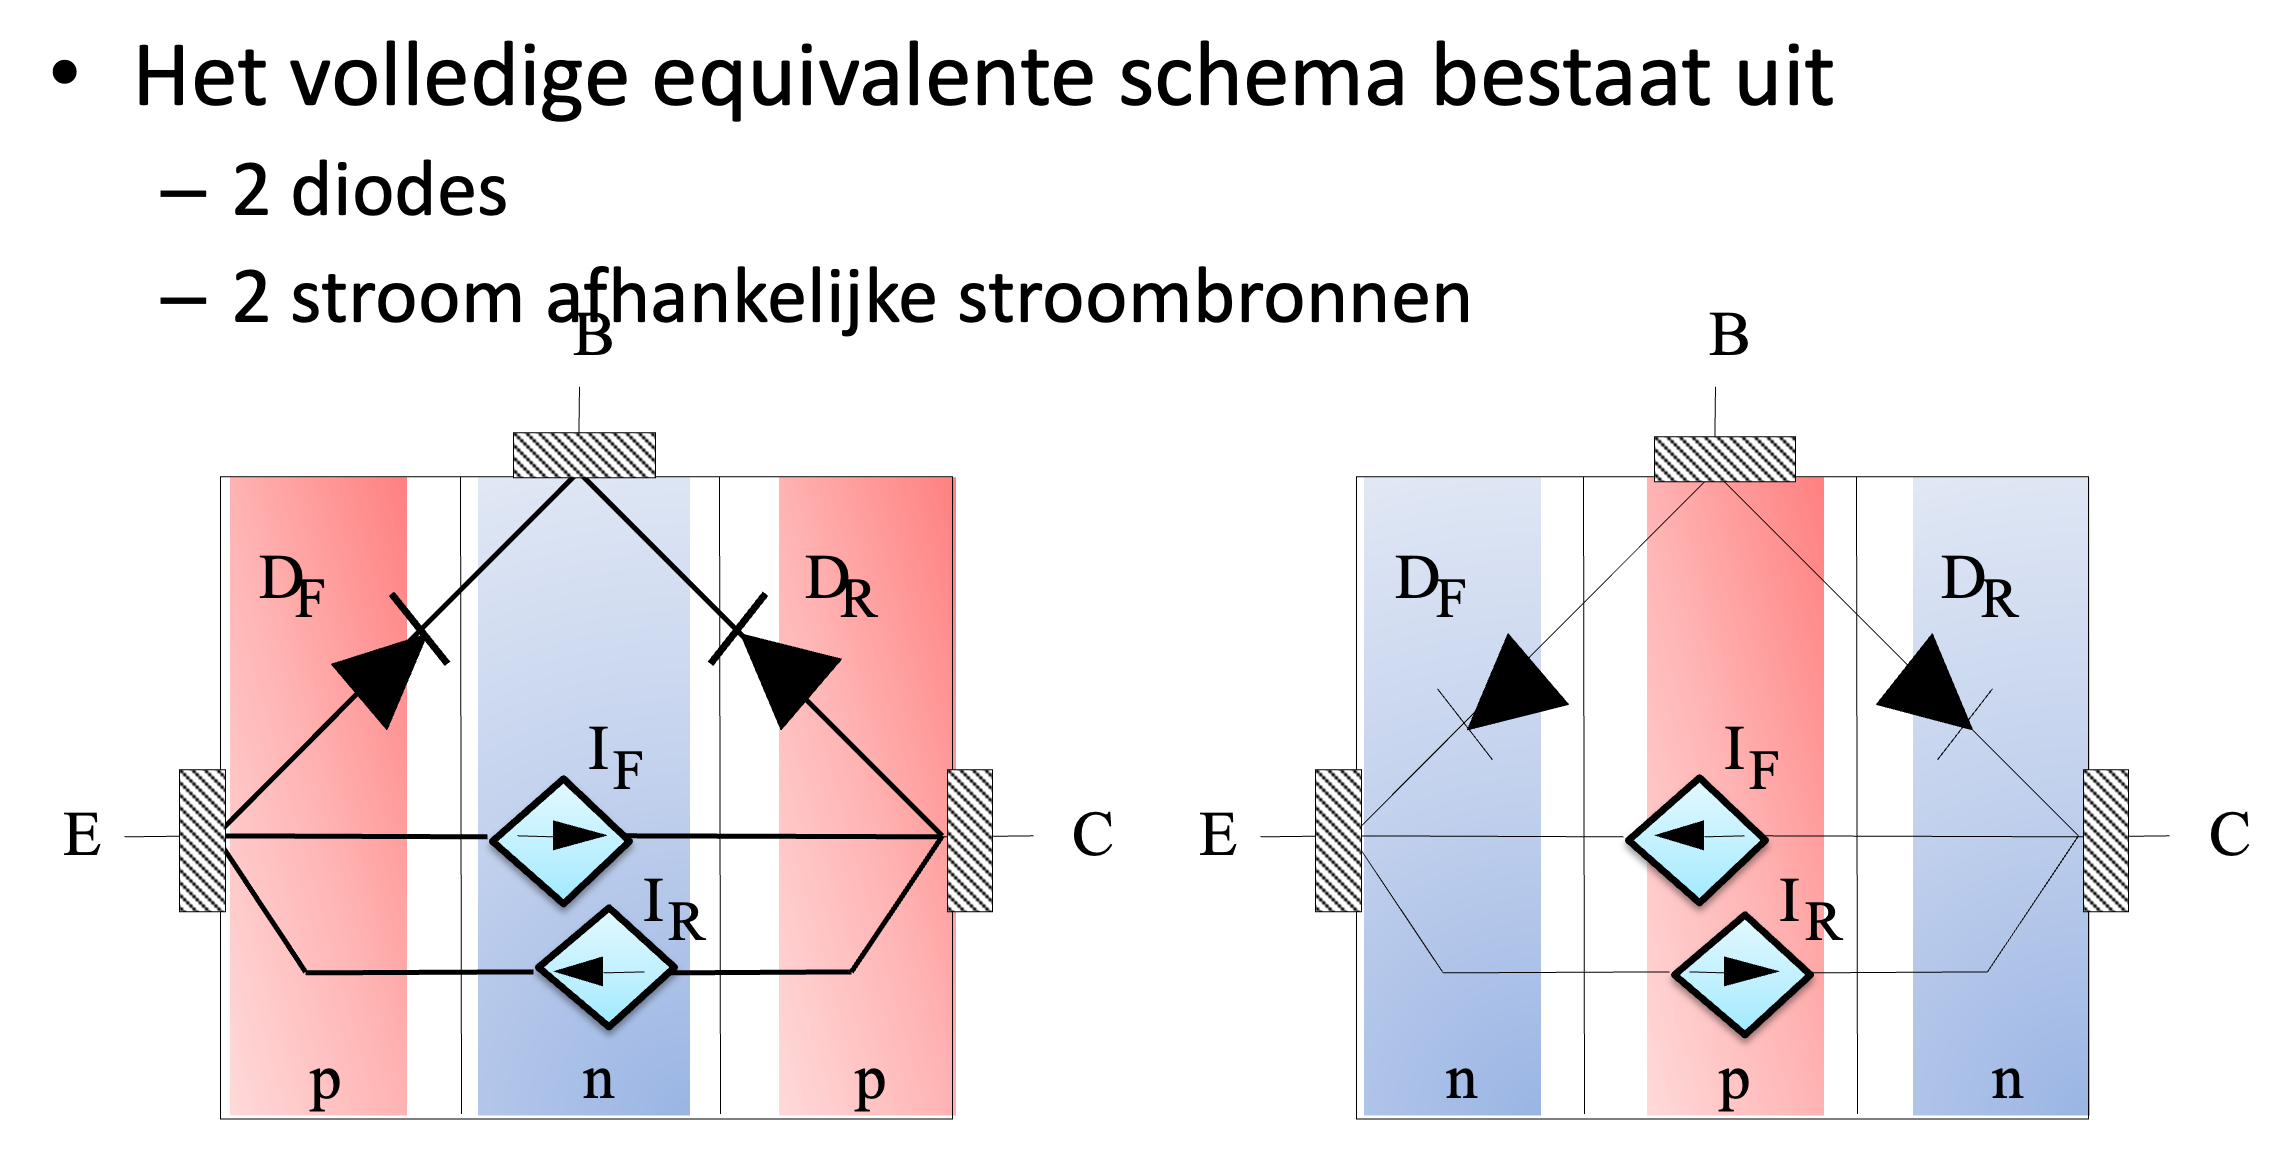 • Het volledige equivalente schema bestaat uit
– 2 diodes
– 2 stroom afhankelijke stroombronnen
B
B
DF
DR
DF
DR
IF
IF
E
C
E
C
IR
IR
p
n
p
n
p
n